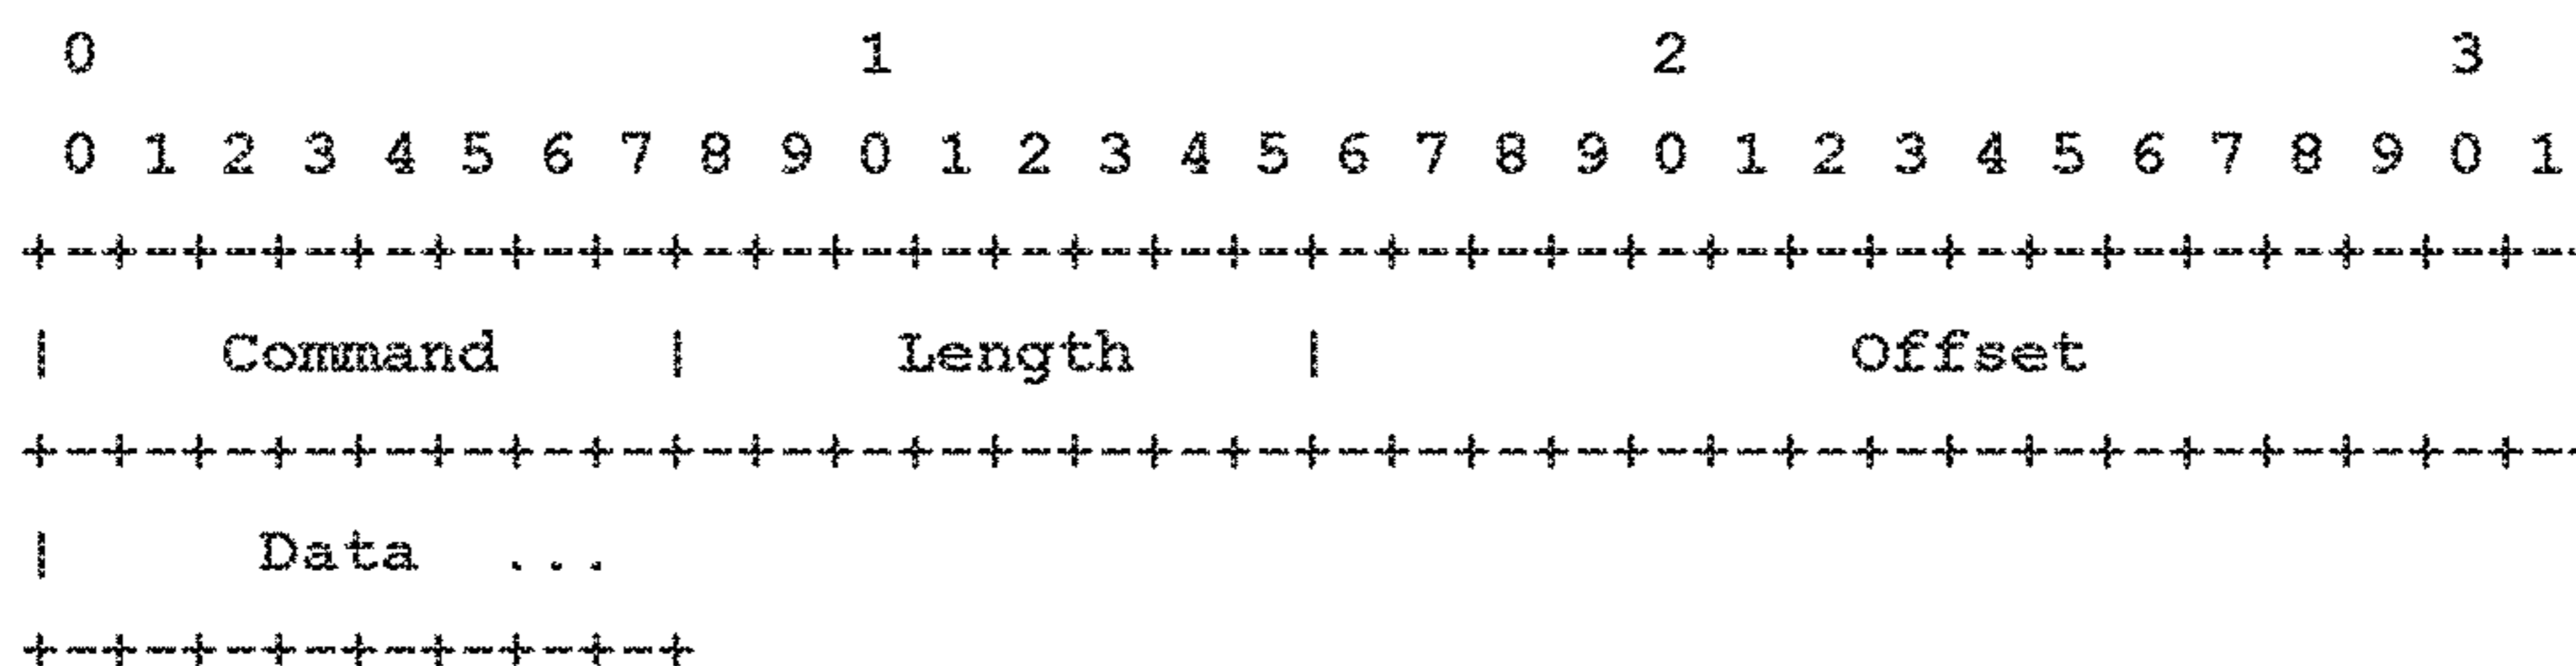 0                   1                   2                   3
 0 1 2 3 4 5 6 7 8 9 0 1 2 3 4 5 6 7 8 9 0 1 2 3 4 5 6 7 8 9 0 1
+-+-+-+-+-+-+-+-+-+-+-+-+-+-+-+-+-+-+-+-+-+-+-+-+-+-+-+-+-+-+-+-
|    Command    |     Length    |             Offset
+-+-+-+-+-+-+-+-+-+-+-+-+-+-+-+-+-+-+-+-+-+-+-+-+-+-+-+-+-+-+-+-
|     Data  ...
+-+-+-+-+-+-+-+-+